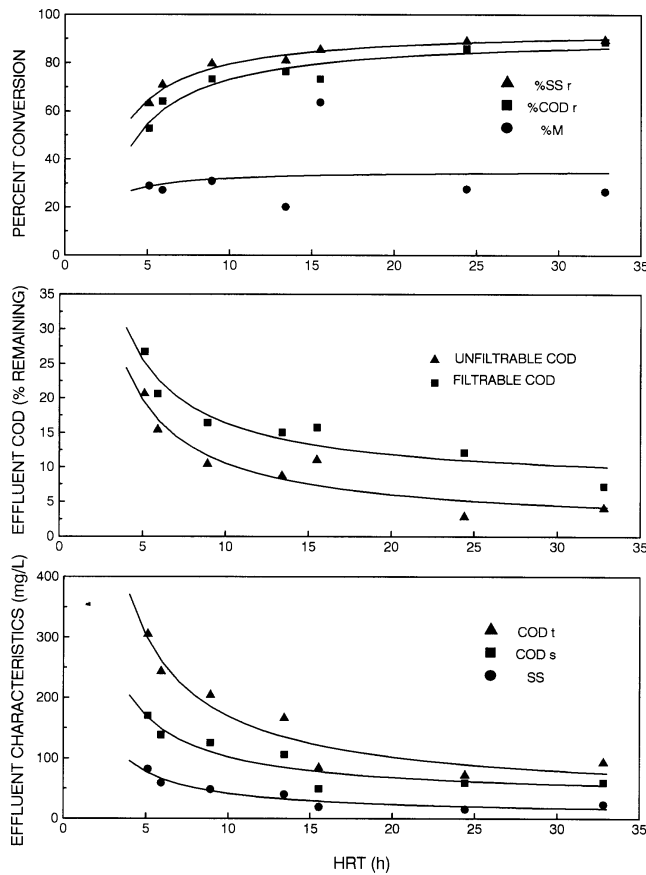 PERCENT CONVERSION
100
80
60
40
20
0
%SS r
%COD r
%M
0 5 10 15 20 25 30 35
EFFLUENT COD (% REMAINING)
35
30
25
20
15
10
5
0
UNFILTRABLE COD
FILTRABLE COD
0 5 10 15 20 25 30 35
EFFLUENT CHARACTERISTICS (mg/L)
400
300
200
100
0
COD t
COD s
SS
0 5 10 15 20 25 30 35
HRT (h)